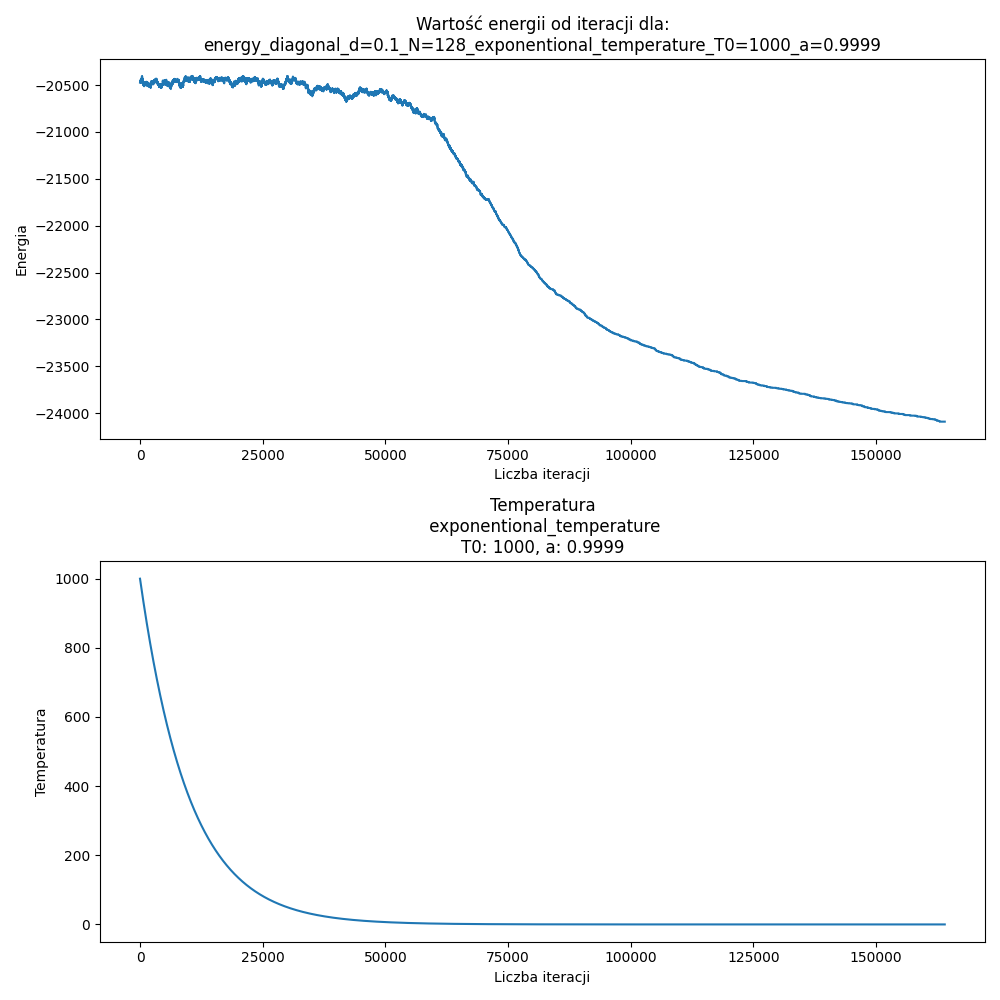 Wartość energii od iteracji dla:
energy_diagonal_d=0.1_N=128_exponentional_temperature_T0=1000_a=0.9999
−20500
−21000
−21500
−22000
−22500
−23000
−23500
−24000
Energia
0 25000 50000 75000 100000 125000 150000
Liczba iteracji
Temperatura
exponentional_temperature
T0: 1000, a: 0.9999
1000
800
600
400
200
0
Temperatura
0 25000 50000 75000 100000 125000 150000
Liczba iteracji